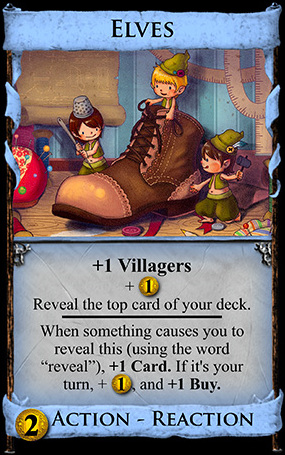 ELVES
+1 Villagers
+ 1
Reveal the top card of your deck.
When something causes you to
reveal this (using the word
“reveal”), +1 Card. If it's your
turn, + 1, and +1 Buy.
2 ACTION - REACTION